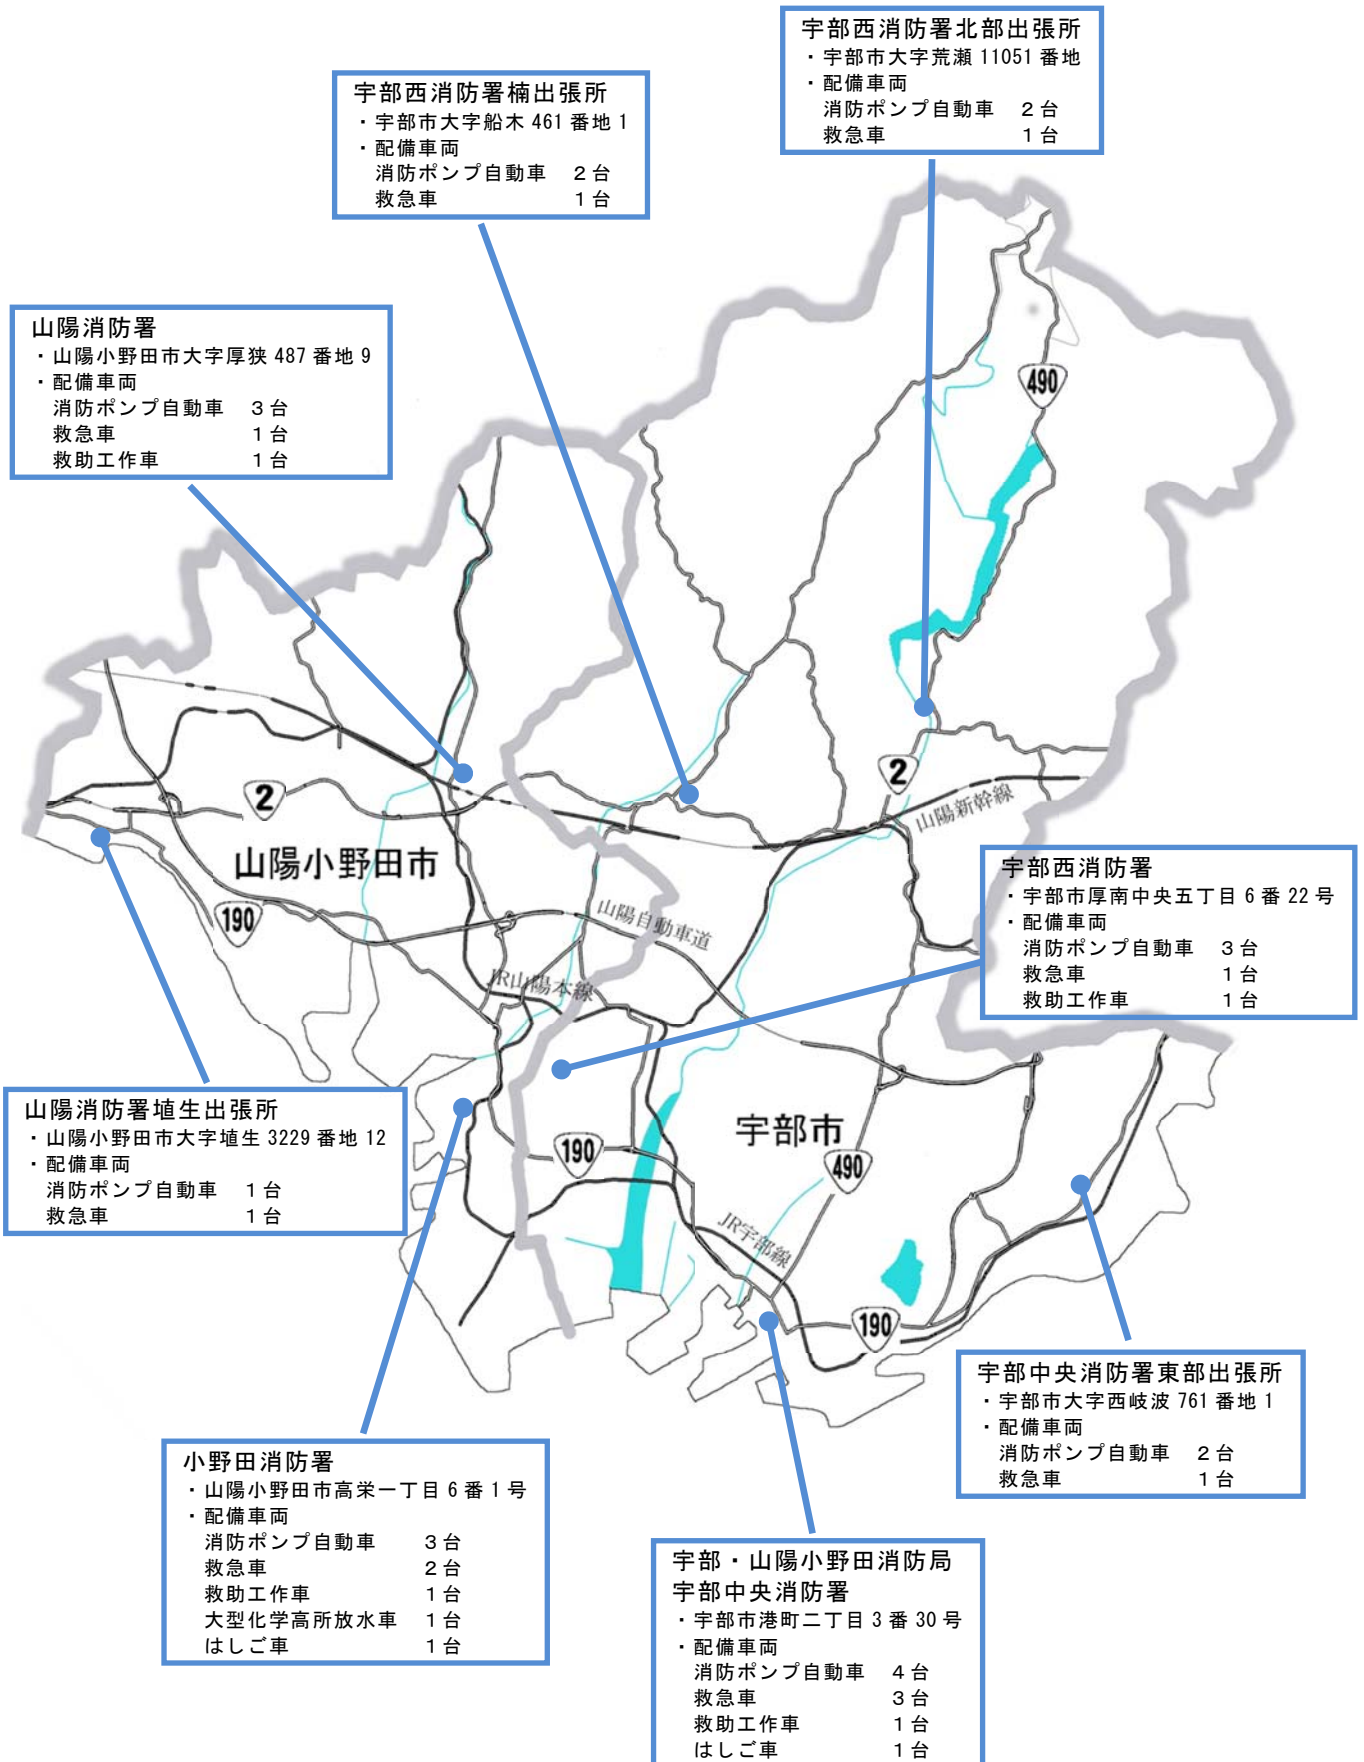 宇部西消防署北部出張所
・宇部市大字荒瀬 11051 番地
・配備車両
消防ポンプ自動車 2台
救急車 1台
宇部西消防署楠出張所
・宇部市大字船木 461 番地 1
・配備車両
消防ポンプ自動車 2台
救急車 1台
山陽消防署
・山陽小野田市大字厚狭 487 番地 9
・配備車両
消防ポンプ自動車 3台
救急車 1台
救助工作車 1台
490
2
2
山陽新幹線
山陽小野田市
190
山陽自動車道
JR山陽本線
宇部西消防署
・宇部市厚南中央五丁目 6 番 22 号
・配備車両
消防ポンプ自動車 3台
救急車 1台
救助工作車 1台
山陽消防署埴生出張所
・山陽小野田市大字埴生 3229 番地 12
・配備車両
消防ポンプ自動車 1台
救急車 1台
宇部市
190
490
JR宇部線
190
宇部中央消防署東部出張所
・宇部市大字西岐波 761 番地 1
・配備車両
消防ポンプ自動車 2台
救急車 1台
小野田消防署
・山陽小野田市高栄一丁目 6 番 1 号
・配備車両
消防ポンプ自動車 3台
救急車 2台
救助工作車 1台
大型化学高所放水車 1台
はしご車 1台
宇部・山陽小野田消防局
宇部中央消防署
・宇部市港町二丁目 3 番 30 号
・配備車両
消防ポンプ自動車 4台
救急車 3台
救助工作車 1台
はしご車 1台